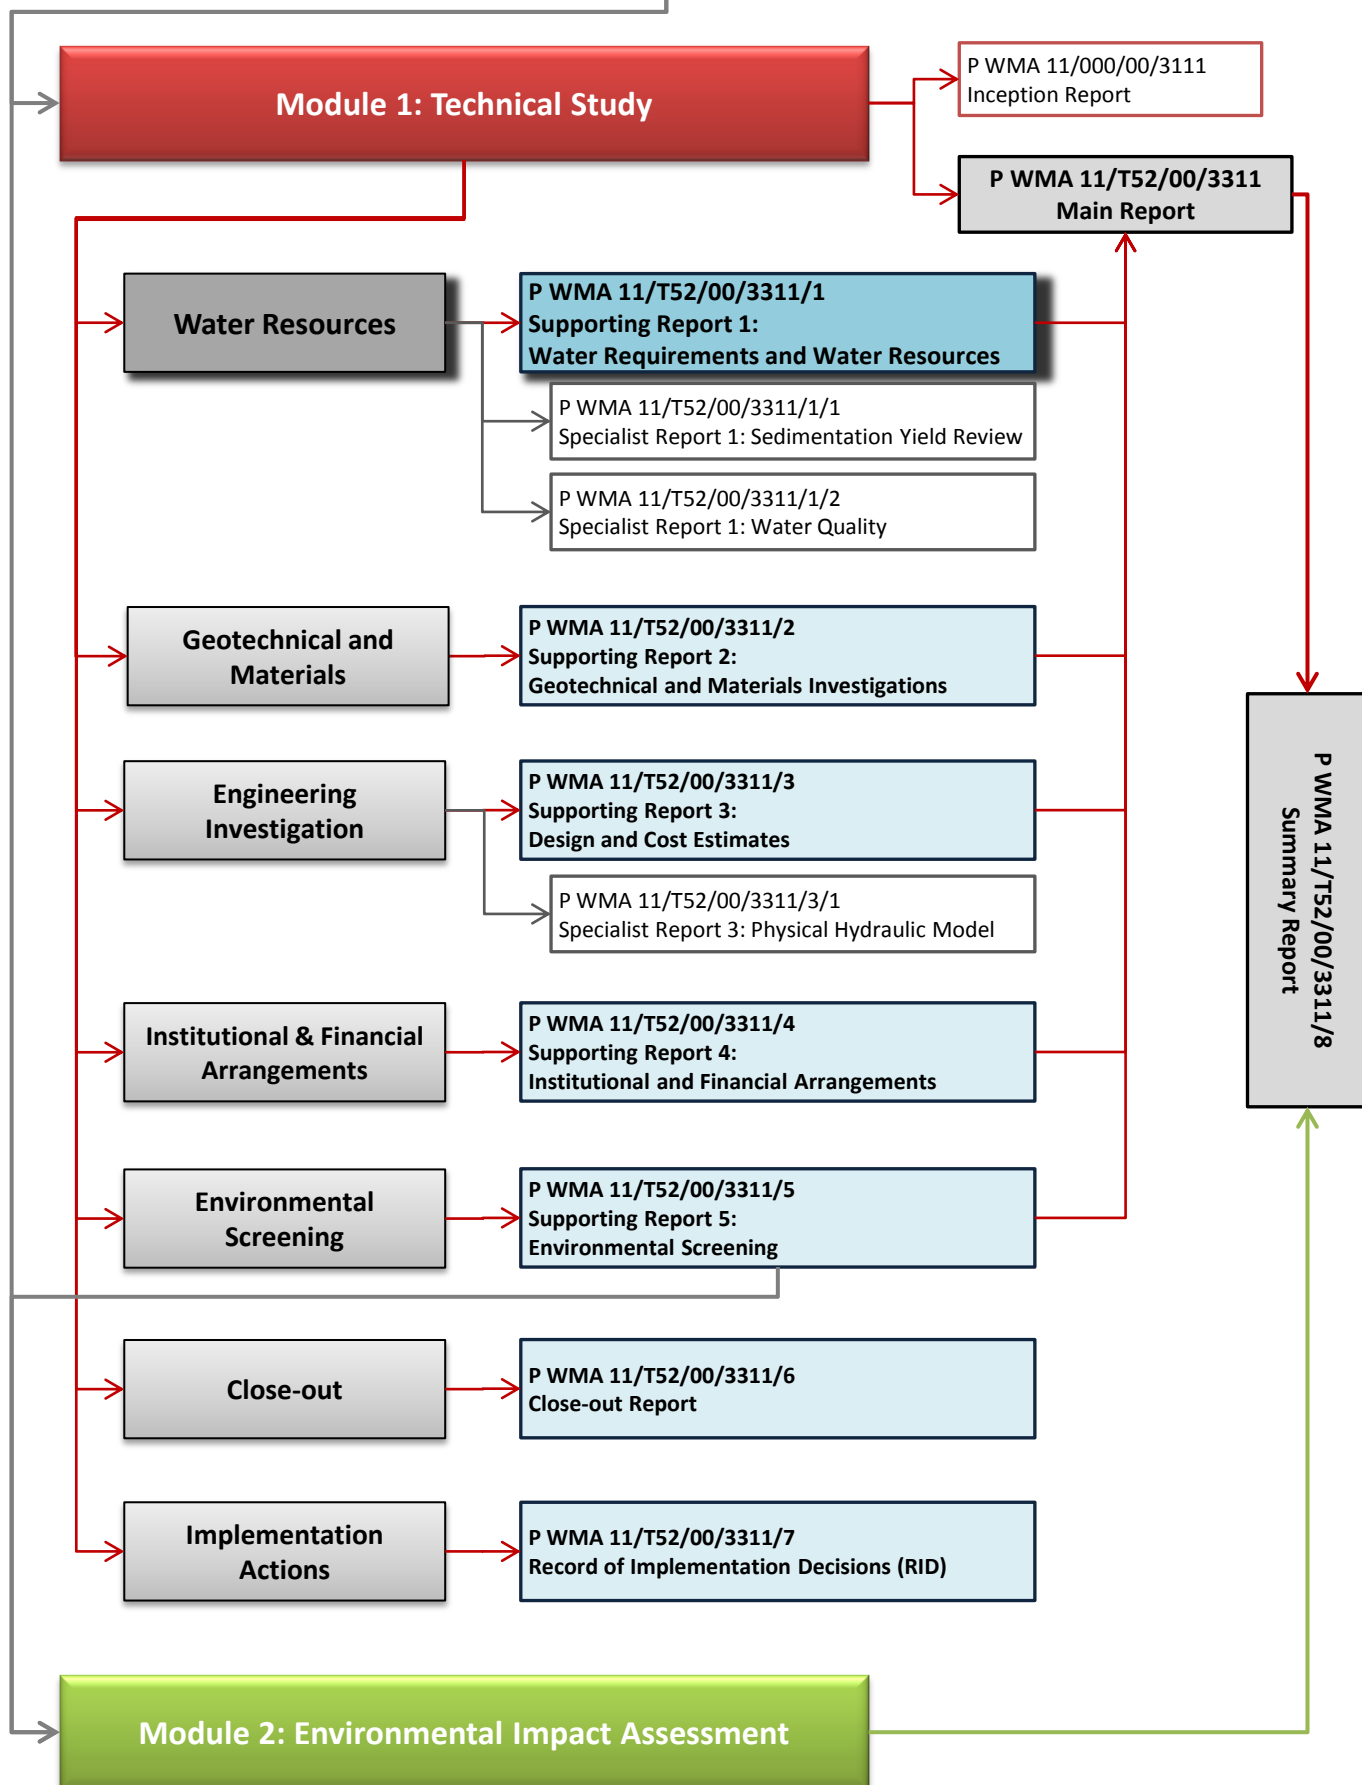 Module 1: Technical Study
P WMA 11/000/00/3111
Inception Report
P WMA 11/T52/00/3311
Main Report
Water Resources
P WMA 11/T52/00/3311/1
Supporting Report 1:
Water Requirements and Water Resources
P WMA 11/T52/00/3311/1/1
Specialist Report 1: Sedimentation Yield Review
P WMA 11/T52/00/3311/1/2
Specialist Report 1: Water Quality
Geotechnical and
Materials
P WMA 11/T52/00/3311/2
Supporting Report 2:
Geotechnical and Materials Investigations
Engineering
Investigation
P WMA 11/T52/00/3311/3
Supporting Report 3:
Design and Cost Estimates
P WMA 11/T52/00/3311/3/1
Specialist Report 3: Physical Hydraulic Model
P WMA 11/T52/00/3311/8
Summary Report
Institutional & Financial
Arrangements
P WMA 11/T52/00/3311/4
Supporting Report 4:
Institutional and Financial Arrangements
Environmental
Screening
P WMA 11/T52/00/3311/5
Supporting Report 5:
Environmental Screening
Close-out
P WMA 11/T52/00/3311/6
Close-out Report
Implementation
Actions
P WMA 11/T52/00/3311/7
Record of Implementation Decisions (RID)
Module 2: Environmental Impact Assessment